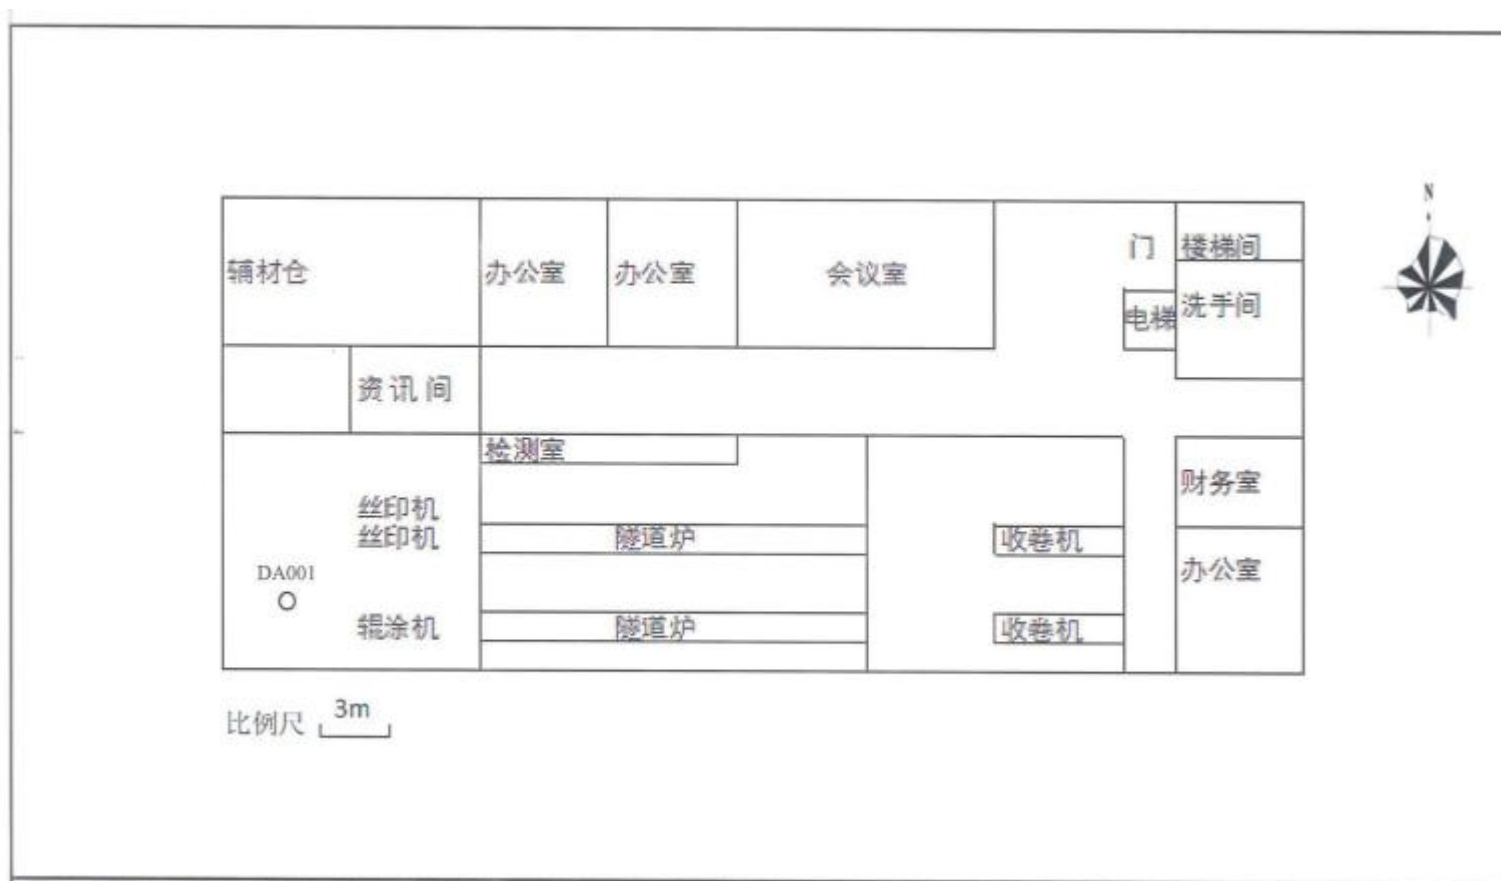 N
辅材仓
办公室
办公室
会议室
门
楼梯间
电梯
洗手间
资讯间
检测室
丝印机
丝印机
隧道炉
收卷机
财务室
DA001
办公室
辊涂机
隧道炉
收卷机
比例尺 3m